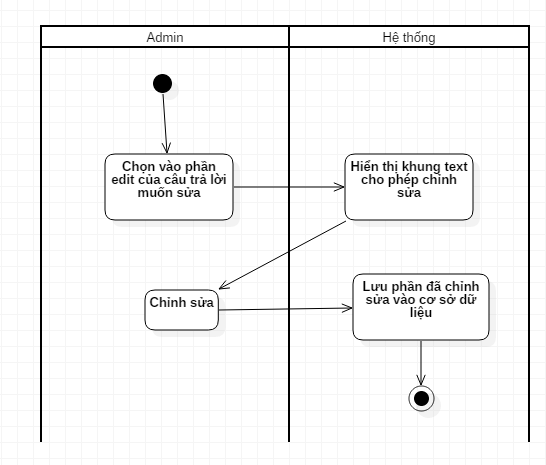 Admin
Hệ thống
Chọn vào phần
edit của câu trả lời
muốn sửa
Hiển thị khung text
cho phép chỉnh
sửa
Chỉnh sửa
Lưu phần đã chỉnh
sửa vào cơ sở dữ
liệu